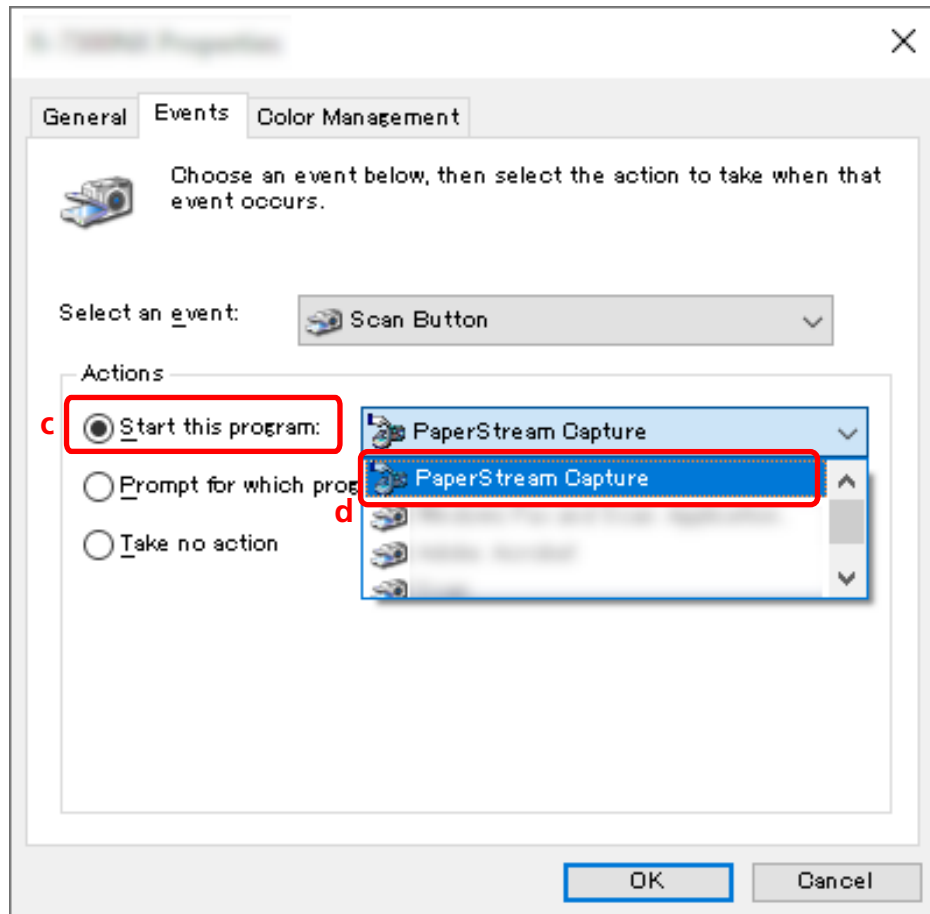 General Events Color Management
Choose an event below, then select the action to take when that
event occurs.
Select an event:
Scan Button
Actions
c
Start this program:
PaperStream Capture
PaperStream Capture
Prompt for which prog
d
Take no action
OK Cancel